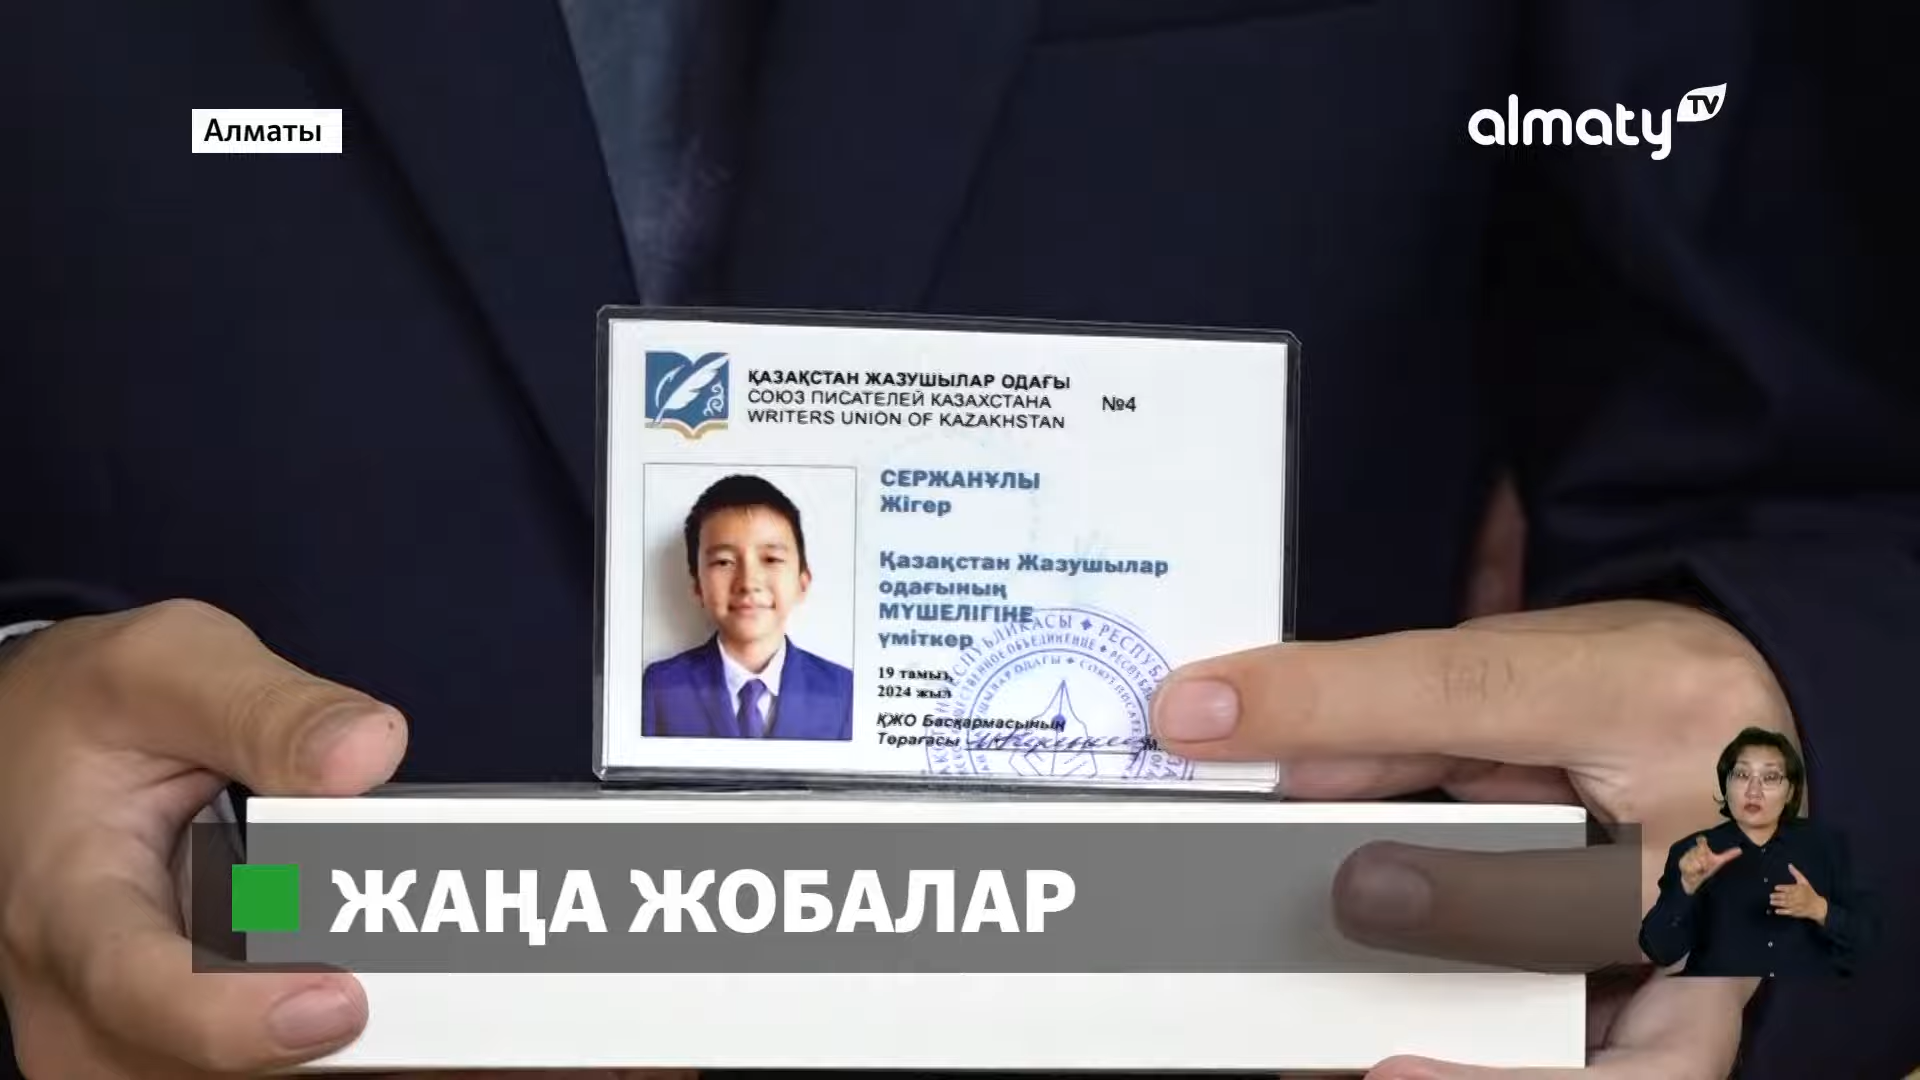 Алматы
almaty TV
ҚАЗАҚСТАН ЖАЗУШЫЛАР ОДАҒЫ
СОЮЗ ПИСАТЕЛЕЙ КАЗАХСТАНА
WRITERS UNION OF KAZAKHSTAN
№4
СЕРЖАНҰЛЫ
Жігер
Қазақстан Жазушылар
одағының
МҮШЕЛІГІНЕ
үміткер
19 тамыз,
2024 жыл
ҚЖО Басқармасының
Төрағасы
М.
ЖАҢА ЖОБАЛАР